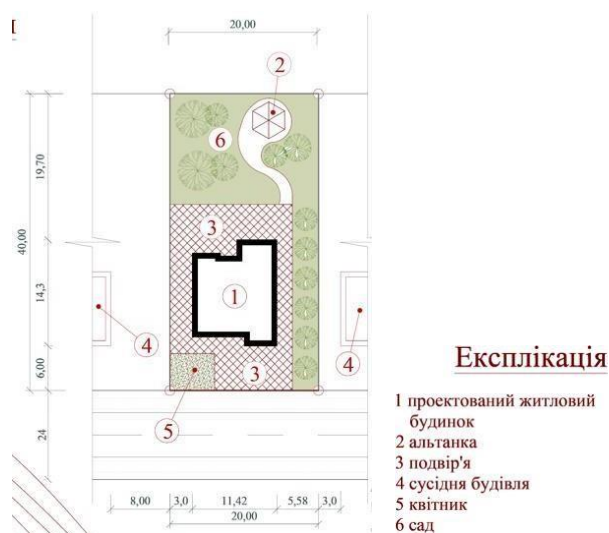 20,00
2
6
19,70
3
40,00
14,3
1
4
4
6,00
3
5
24
8,00 3,0 11,42 5,58 3,0
20,00
Експлікація
1 проектований житловий
будинок
2 альтанка
3 подвір'я
4 сусідня будівля
5 квітник
6 сад